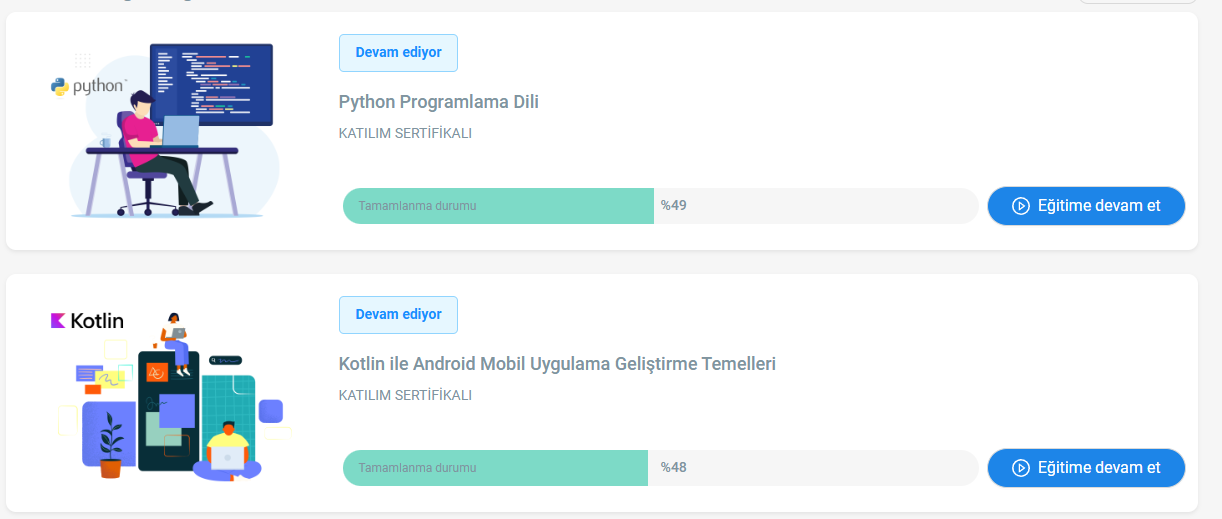 Devam ediyor
python
Python Programlama Dili
KATILIM SERTİFİKALI
Tamamlanma durumu
%49
Eğitime devam et
Devam ediyor
Kotlin
Kotlin ile Android Mobil Uygulama Geliştirme Temelleri
KATILIM SERTİFİKALI
Tamamlanma durumu
%48
Eğitime devam et